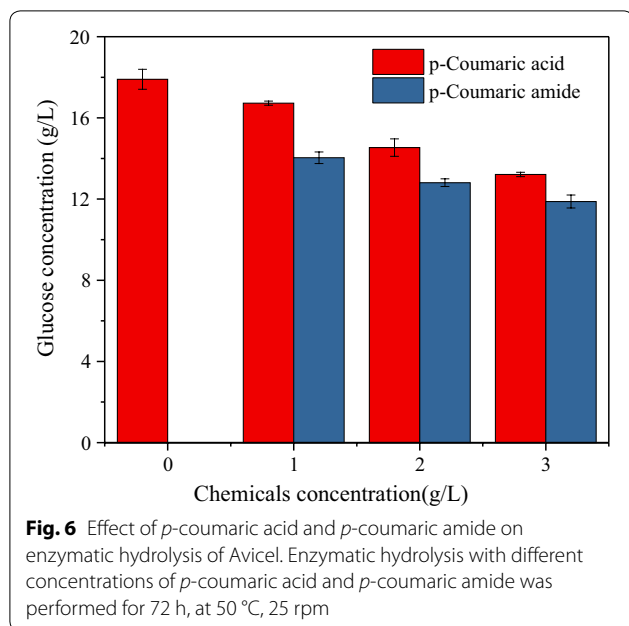 20
16
12
8
4
0
Glucose concentration (g/L)
p-Coumaric acid
p-Coumaric amide
0 1 2 3
Chemicals concentration(g/L)
Fig. 6 Effect of p-coumaric acid and p-coumaric amide on
enzymatic hydrolysis of Avicel. Enzymatic hydrolysis with different
concentrations of p-coumaric acid and p-coumaric amide was
performed for 72 h, at 50 °C, 25 rpm